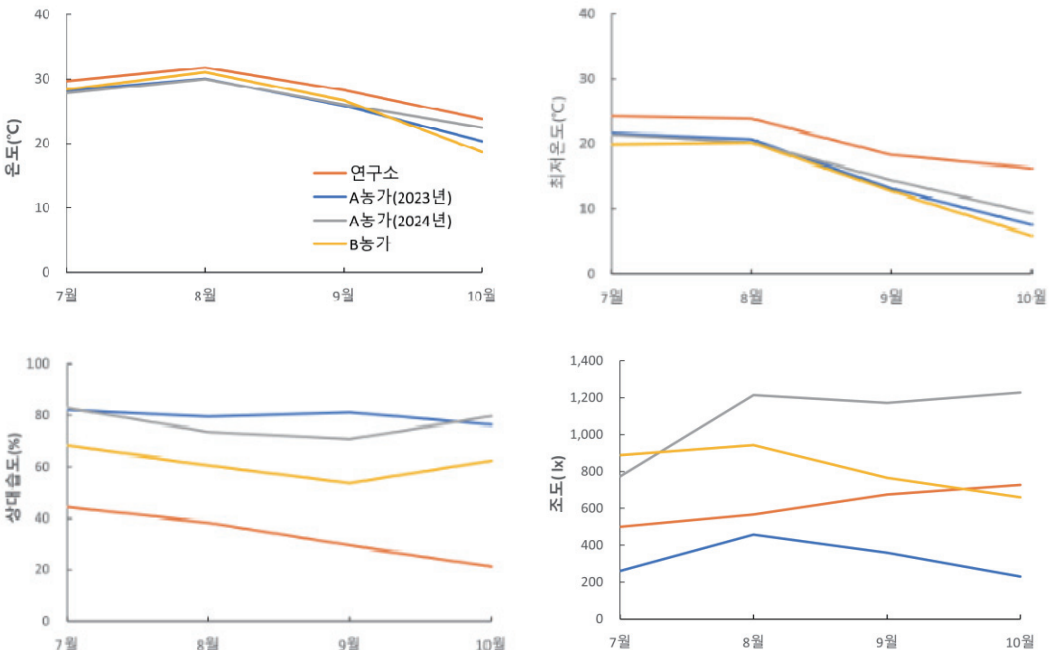 온도(℃)
40
30
20
10
0
7월
8월
9월
10월
연구소
A농가(2023년)
A농가(2024년)
B농가
최저온도(℃)
40
30
20
10
0
7월
8월
9월
10월
상대습도(%)
100
80
60
40
20
0
7월
8월
9월
10월
조도(lx)
1,400
1,200
1,000
800
600
400
200
0
7월
8월
9월
10월